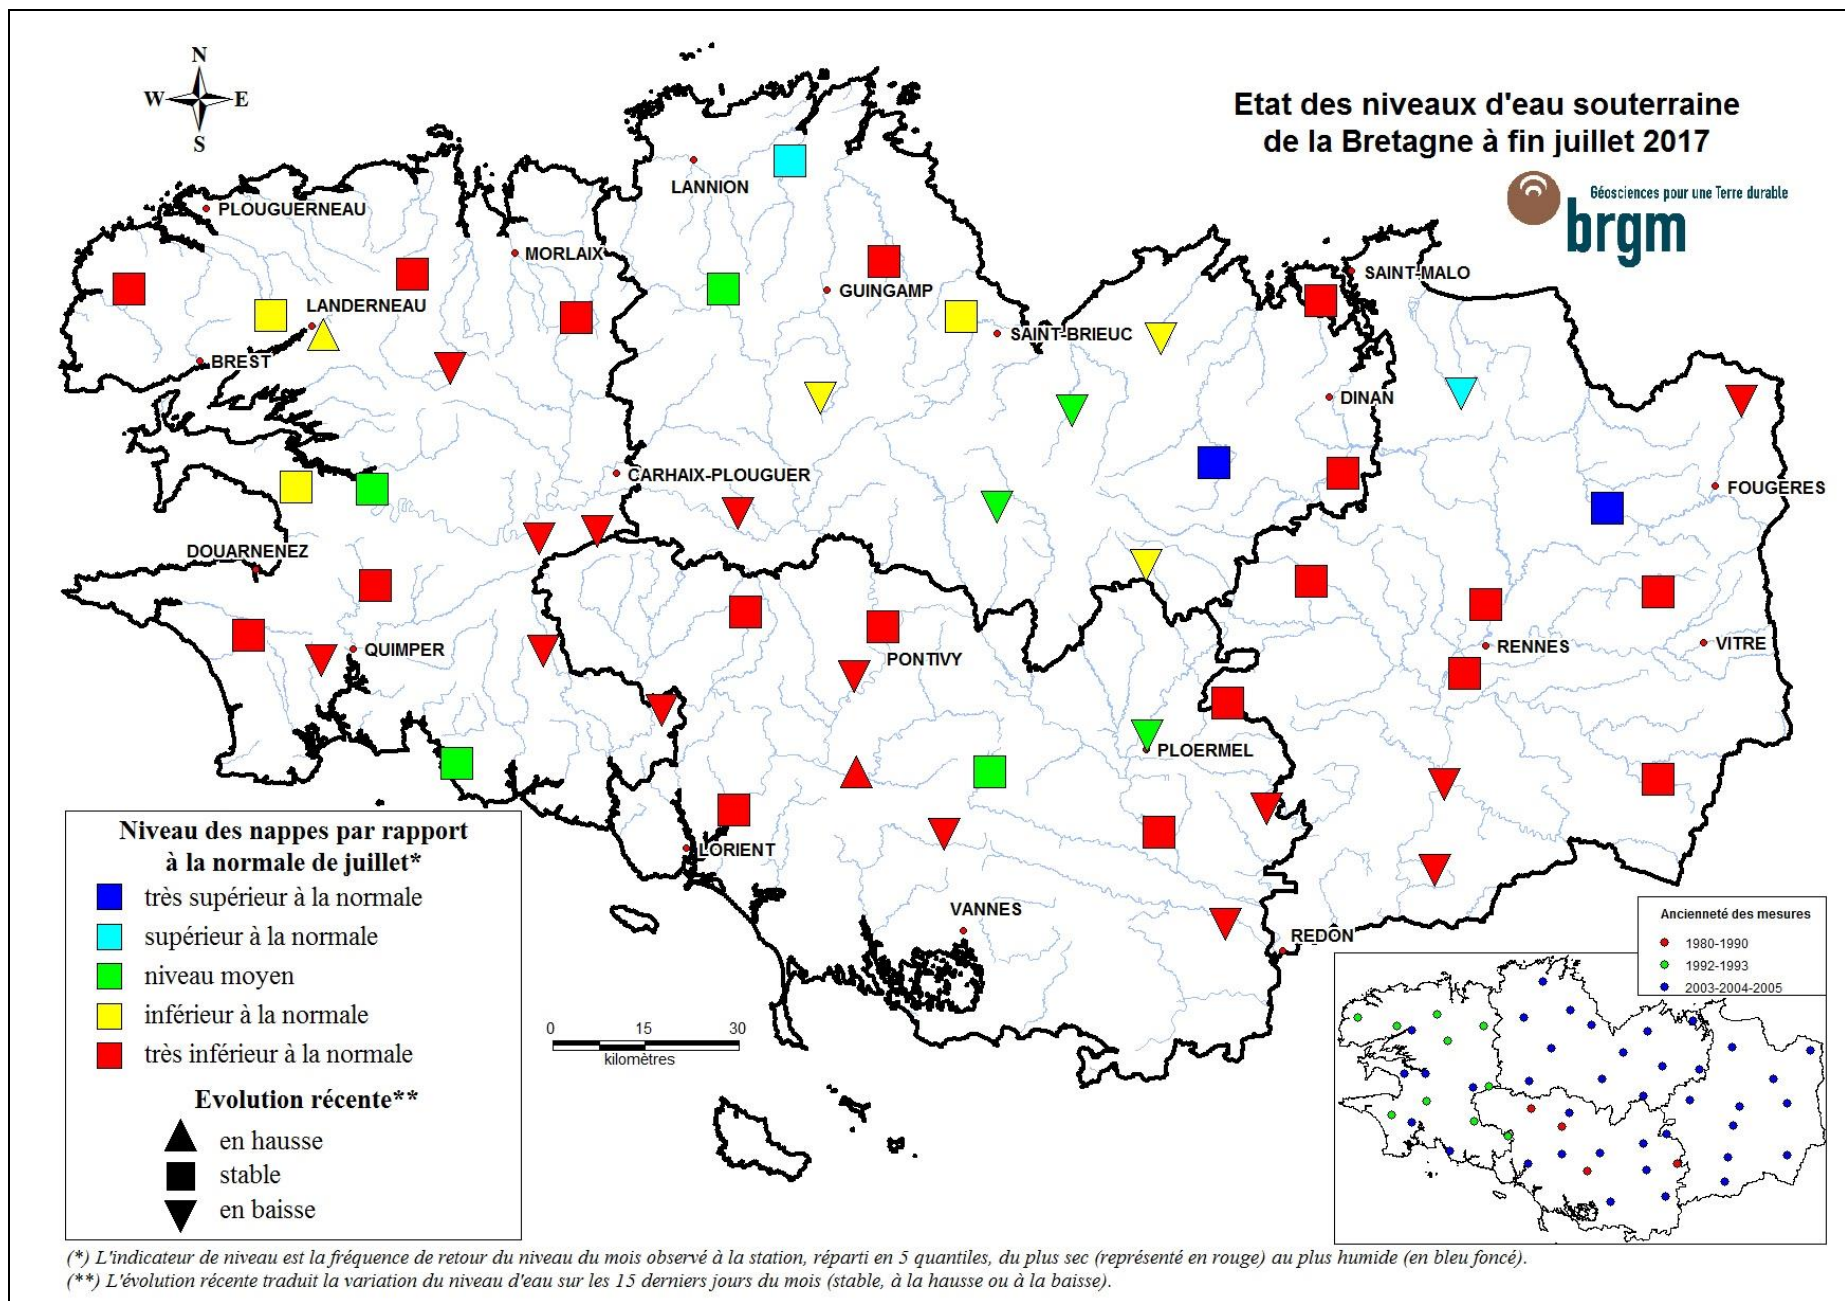 N
W E
S
Etat des niveaux d'eau souterraine
de la Bretagne à fin juillet 2017
Géosciences pour une Terre durable
brgm
LANNION
PLOUGUERNEAU
MORLAIX
SAINT-MALO
GUINGAMP
LANDERNEAU
SAINT-BRIEUC
BREST
DINAN
CARHAIX-PLOUGUER
FOUGERES
DOUARNENEZ
QUIMPER
PONTIVY
RENNES
VITRE
PLOERMEL
LORIENT
VANNES
REDON
Niveau des nappes par rapport
à la normale de juillet*
très supérieur à la normale
supérieur à la normale
niveau moyen
inférieur à la normale
très inférieur à la normale
Evolution récente**
en hausse
stable
en baisse
0 15 30
kilomètres
Ancienneté des mesures
1980-1990
1992-1993
2003-2004-2005
(*) L'indicateur de niveau est la fréquence de retour du niveau du mois observé à la station, réparti en 5 quantiles, du plus sec (représenté en rouge) au plus humide (en bleu foncé).
(**) L'évolution récente traduit la variation du niveau d'eau sur les 15 derniers jours du mois (stable, à la hausse ou à la baisse).